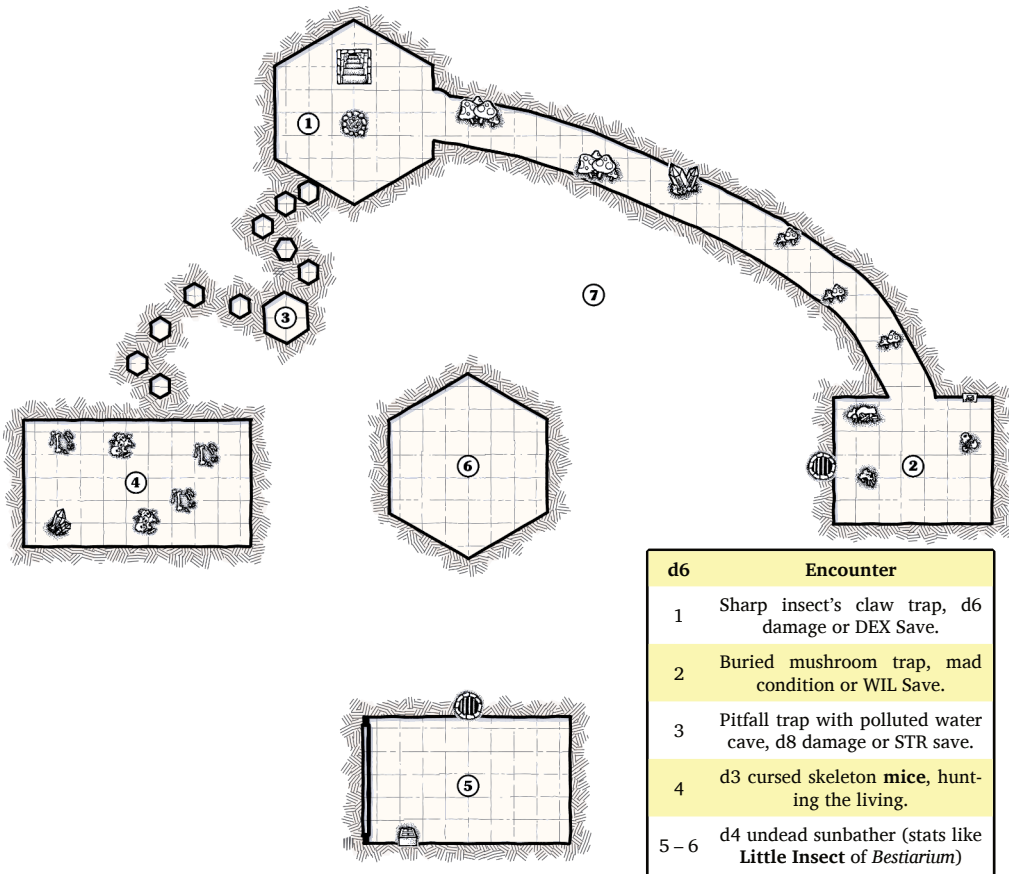 1
7
3
6
2
4
5
d6 Encounter
1 Sharp insect's claw trap, d6
damage or DEX Save.
2 Buried mushroom trap, mad
condition or WIL Save.
3 Pitfall trap with polluted water
cave, d8 damage or STR save.
4 d3 cursed skeleton mice, hunt-
ing the living.
5 – 6 d4 undead sunbather (stats like
Little Insect of Bestiarium)